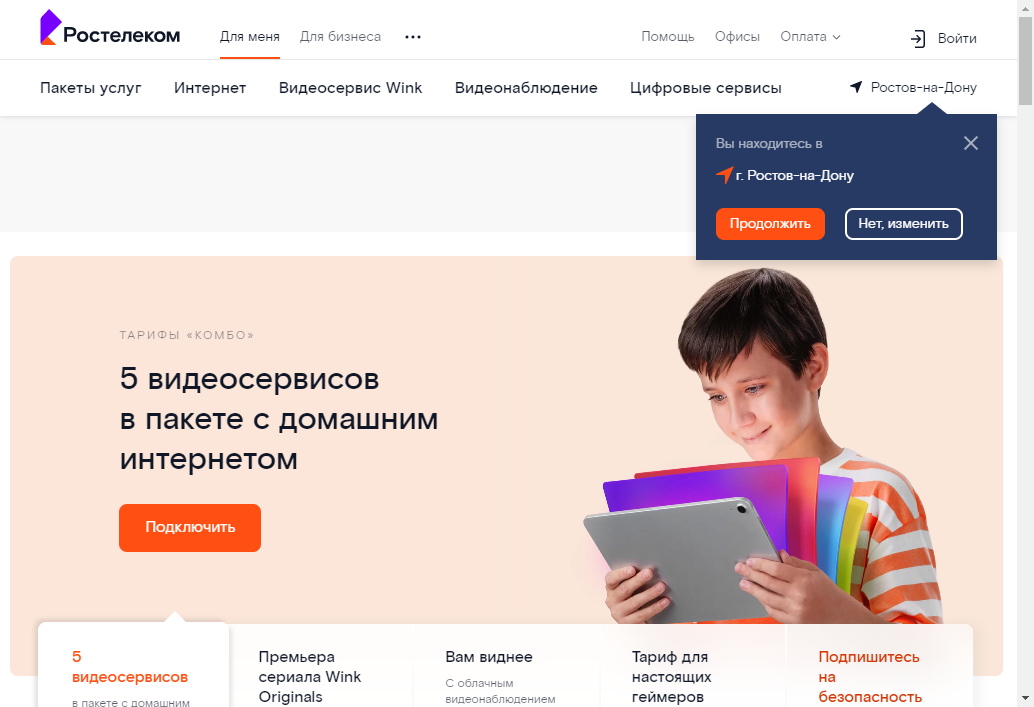 Ростелеком
Для меня Для бизнеса ••• Помощь Офисы Оплата Войти
Пакеты услуг Интернет Видеосервис Wink Видеонаблюдение Цифровые сервисы Ростов-на-Дону
Вы находитесь в
г. Ростов-на-Дону
Продолжить Нет, изменить
ТАРИФЫ «КОМБО»
5 видеосервисов
в пакете с домашним
интернетом
Подключить
5
видеосервисов
в пакете с домашним
Премьера
сериала Wink
Originals
Вам виднее
С облачным
видеонаблюдением
Тариф для
настоящих
геймеров
Подпишитесь
на
безопасность